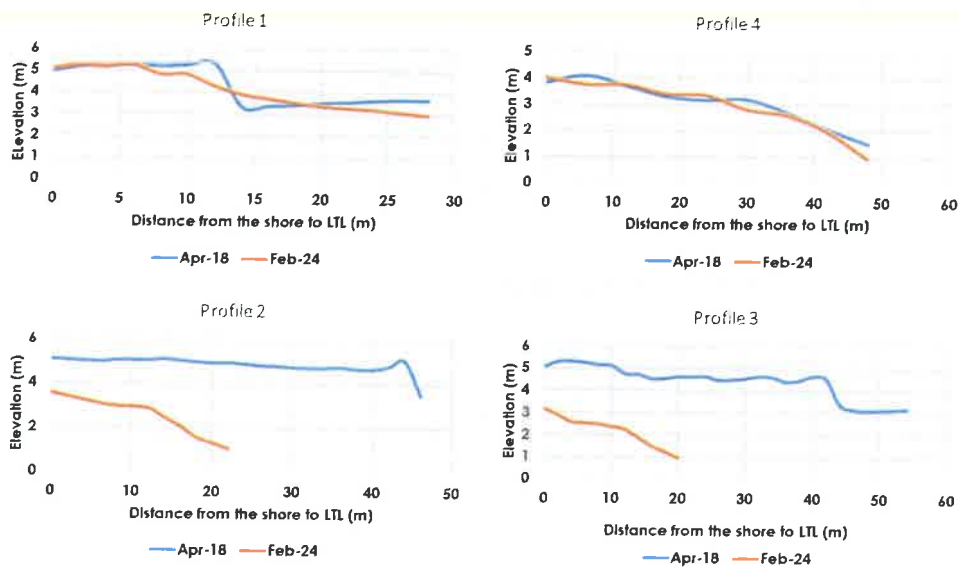 Profile 1
6
5
4
3
2
1
0
Elevation (m)
0 5 10 15 20 25 30
Distance from the shore to LTL (m)
Apr-18 Feb-24
Profile 4
5
4
3
2
1
0
Elevation (m)
0 10 20 30 40 50 60
Distance from the shore to LTL (m)
Apr-18 Feb-24
Profile 2
6
4
2
0
Elevation (m)
0 10 20 30 40 50
Distance from the shore to LTL (m)
Apr-18 Feb-24
Profile 3
6
5
4
3
2
1
0
Elevation (m)
0 10 20 30 40 50 60
Distance from the shore to LTL (m)
Apr-18 Feb-24